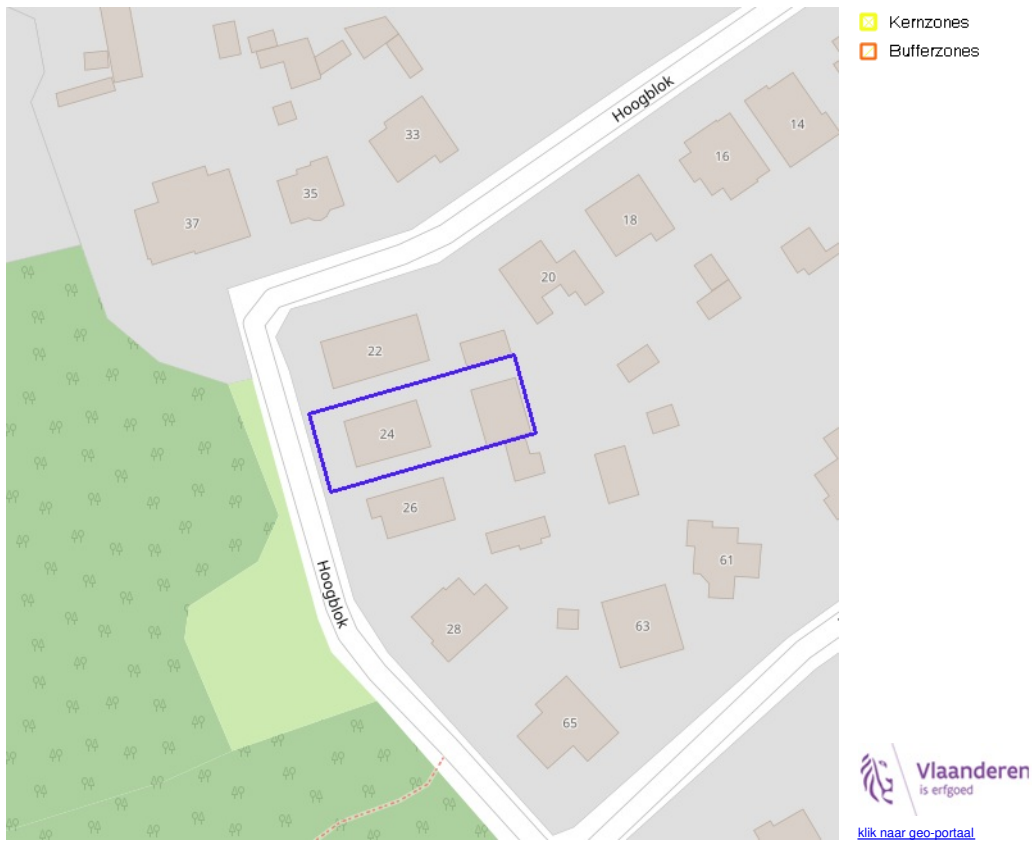 Kernzones
Bufferzones
Hoogblok
14
33
16
35
18
37
20
22
24
26
Hoogblok
61
28
63
65
Vlaanderen
is erfgoed
klik naar geo-portaal